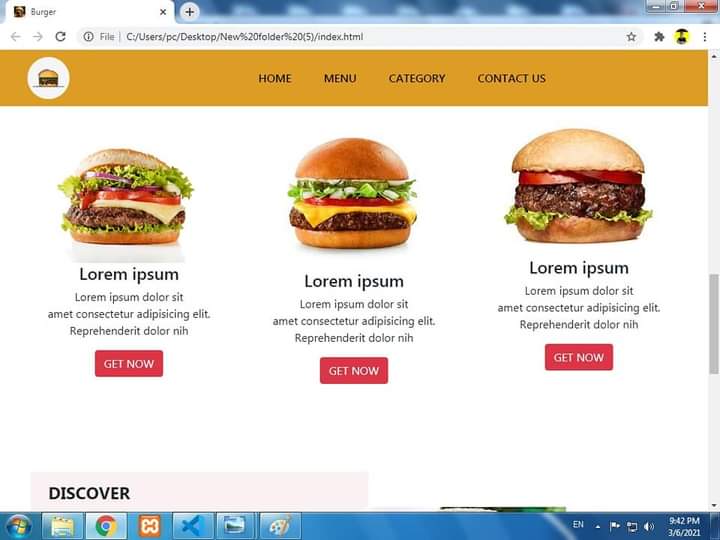 Burger
File | C:/Users/pc/Desktop/New%20folder%20(5)/index.html
HOME MENU CATEGORY CONTACT US
Lorem ipsum
Lorem ipsum dolor sit
amet consectetur adipisicing elit.
Reprehenderit dolor nih
GET NOW
Lorem ipsum
Lorem ipsum dolor sit
amet consectetur adipisicing elit.
Reprehenderit dolor nih
GET NOW
Lorem ipsum
Lorem ipsum dolor sit
amet consectetur adipisicing elit.
Reprehenderit dolor nih
GET NOW
DISCOVER
EN
9:42 PM
3/6/2021